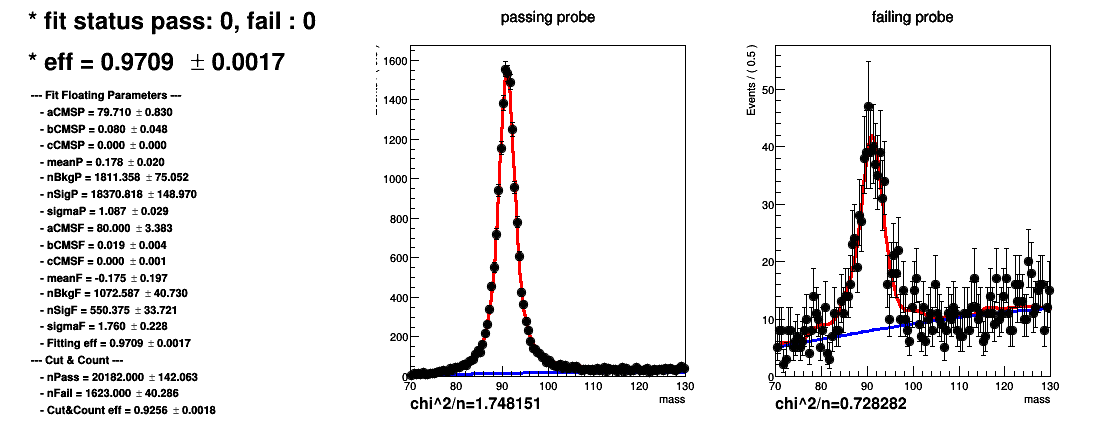 * fit status pass: 0, fail : 0
* eff = 0.9709 ± 0.0017
--- Fit Floating Parameters ---
- aCMSP = 79.710 ± 0.830
- bCMSP = 0.080 ± 0.048
- cCMSP = 0.000 ± 0.000
- meanP = 0.178 ± 0.020
- nBkgP = 1811.358 ± 75.052
- nSigP = 18370.818 ± 148.970
- sigmaP = 1.087 ± 0.029
- aCMSF = 80.000 ± 3.383
- bCMSF = 0.019 ± 0.004
- cCMSF = 0.000 ± 0.001
- meanF = -0.175 ± 0.197
- nBkgF = 1072.587 ± 40.730
- nSigF = 550.375 ± 33.721
- sigmaF = 1.760 ± 0.228
- Fitting eff = 0.9709 ± 0.0017
--- Cut & Count ---
- nPass = 20182.000 ± 142.063
- nFail = 1623.000 ± 40.286
- Cut&Count eff = 0.9256 ± 0.0018
passing probe
1600
1400
1200
1000
800
600
400
200
0
70 80 90 100 110 120 130
mass
chi^2/n=1.748151
failing probe
Events / ( 0.5 )
50
40
30
20
10
0
70 80 90 100 110 120 130
mass
chi^2/n=0.728282